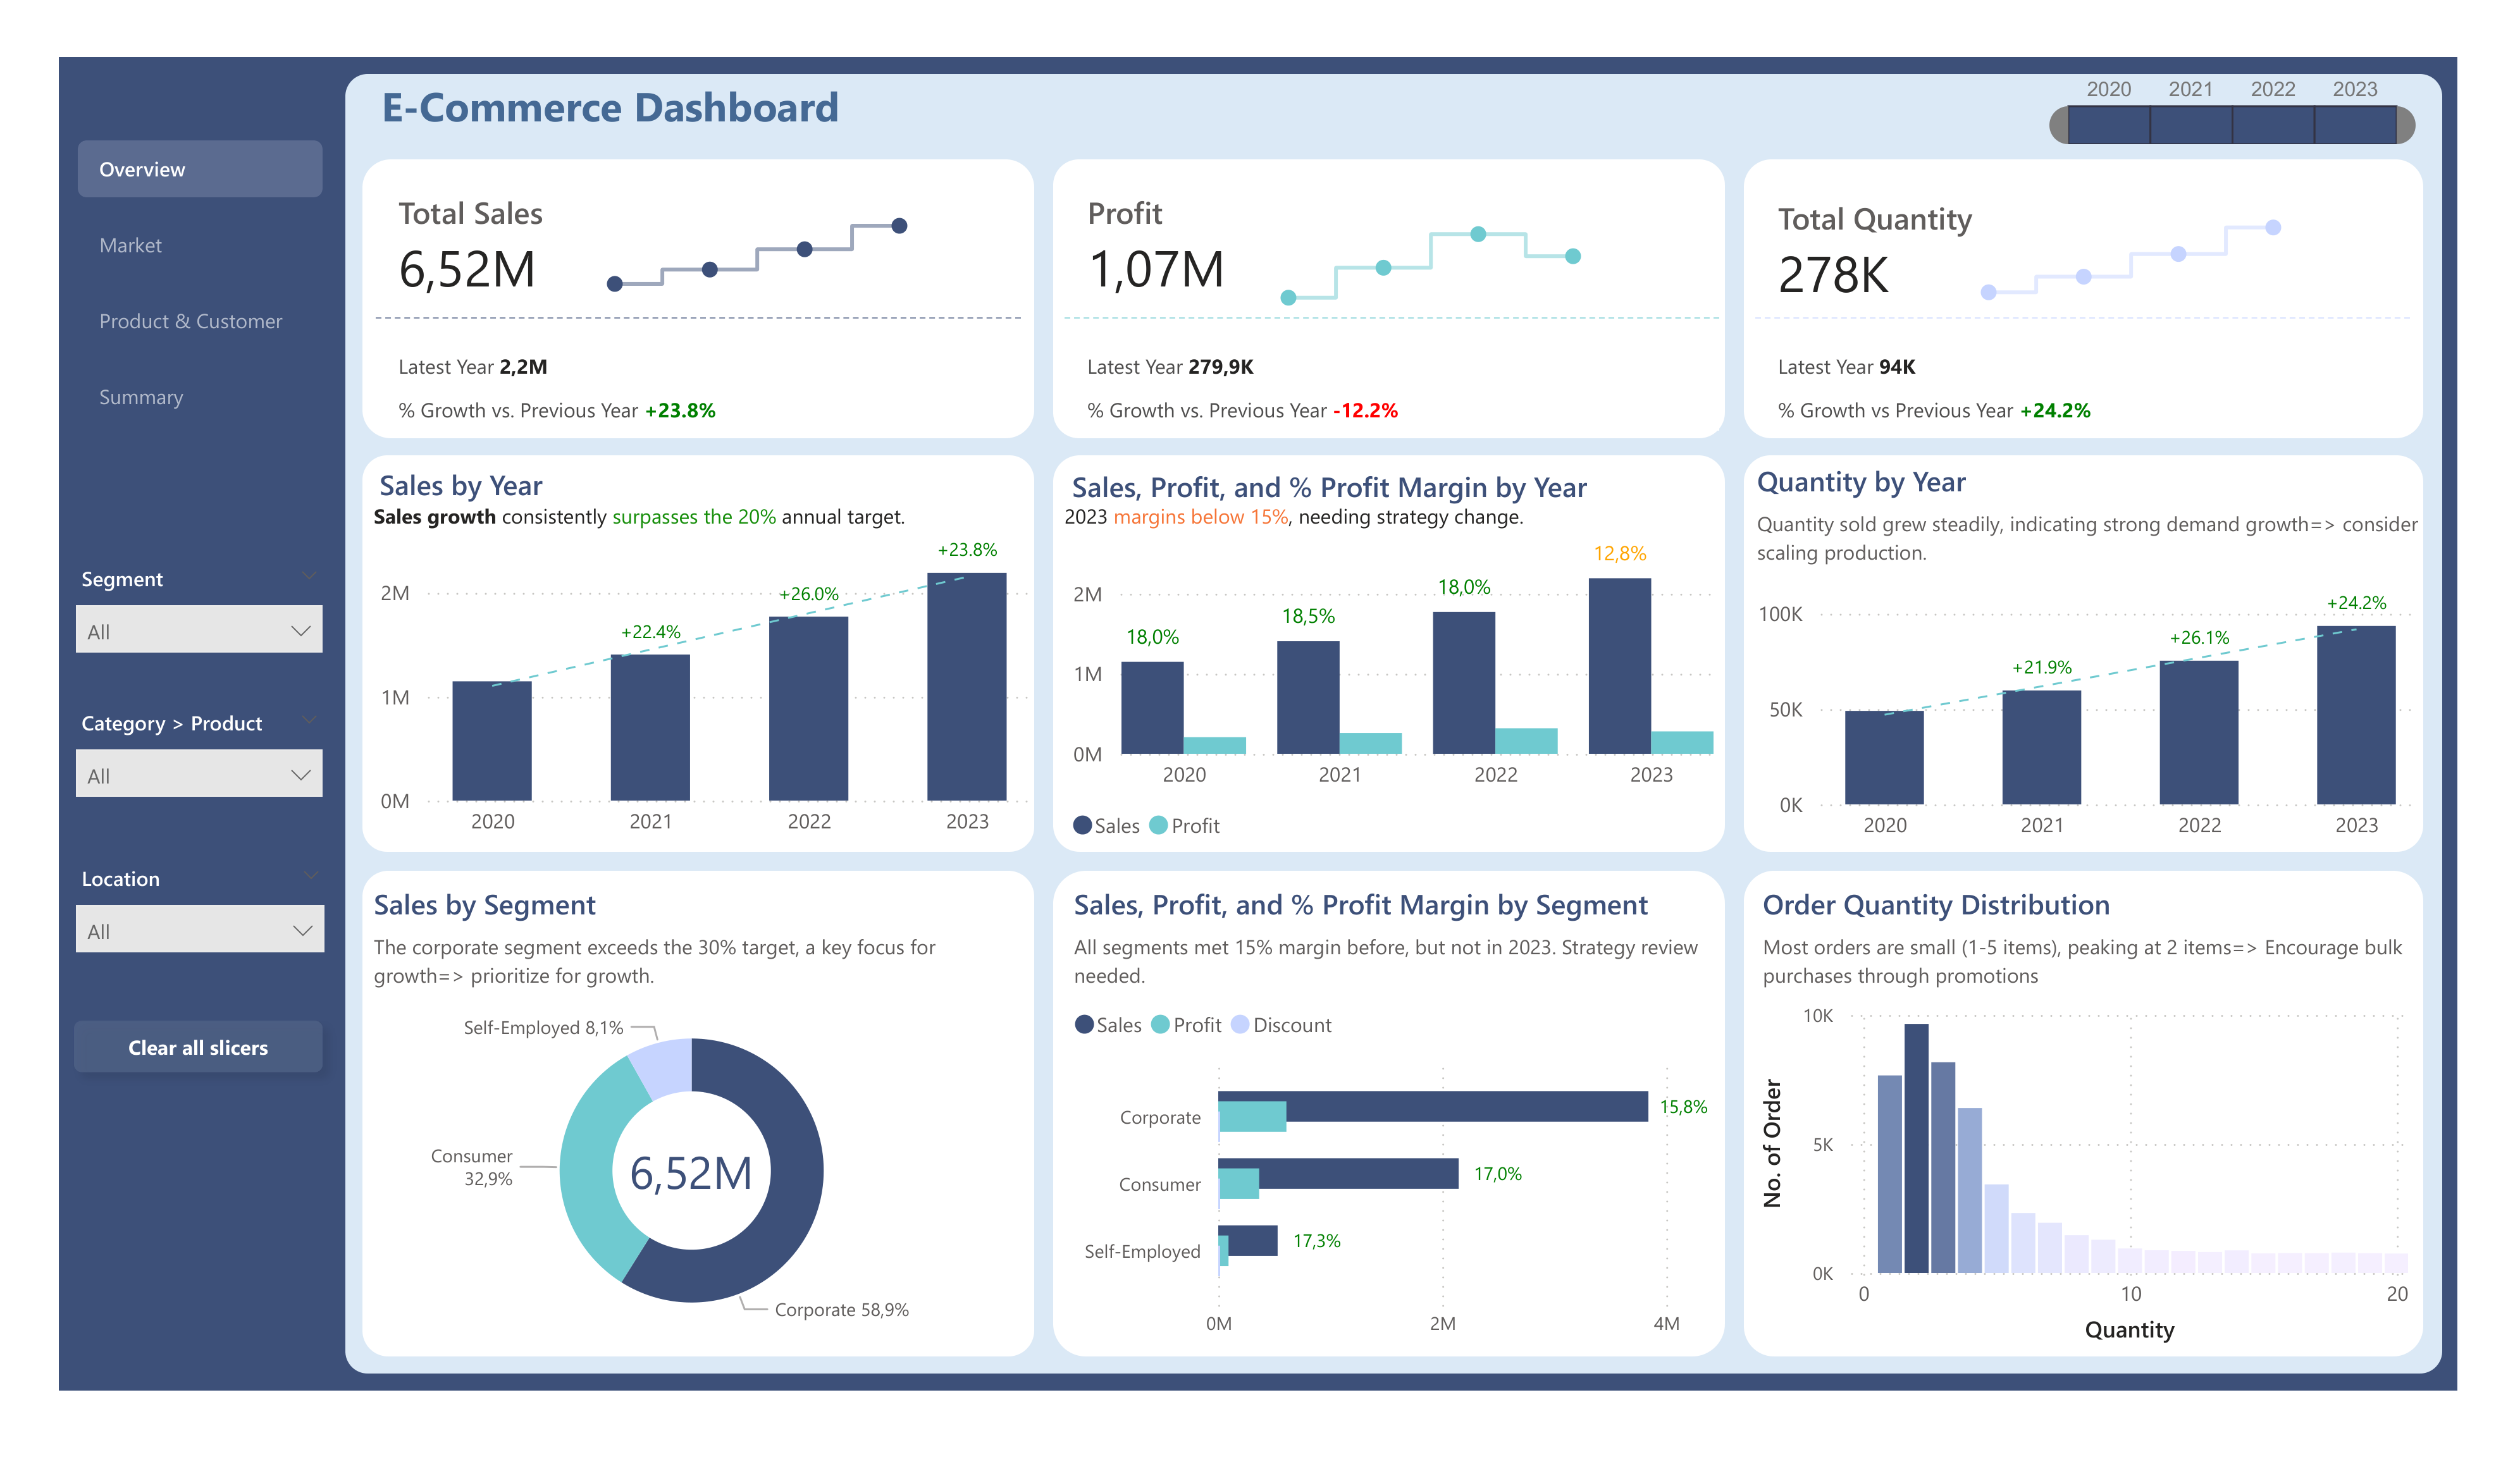 E-Commerce Dashboard
2020 2021 2022 2023
Overview
Market
Product & Customer
Summary
Segment
All
Category > Product
All
Location
All
Clear all slicers
Total Sales
6,52M
Latest Year 2,2M
% Growth vs. Previous Year +23.8%
Profit
1,07M
Latest Year 279,9K
% Growth vs. Previous Year -12.2%
Total Quantity
278K
Latest Year 94K
% Growth vs Previous Year +24.2%
Sales by Year
Sales growth consistently surpasses the 20% annual target.
+23.8%
+26.0%
+22.4%
2M
1M
0M
2020 2021 2022 2023
Sales, Profit, and % Profit Margin by Year
2023 margins below 15%, needing strategy change.
12,8%
18,0%
18,5%
18,0%
2M
1M
0M
2020 2021 2022 2023
Sales Profit
Quantity by Year
Quantity sold grew steadily, indicating strong demand growth=> consider
scaling production.
+24.2%
+26.1%
+21.9%
100K
50K
0K
2020 2021 2022 2023
Sales by Segment
The corporate segment exceeds the 30% target, a key focus for
growth=> prioritize for growth.
Self-Employed 8,1%
Consumer
32,9%
6,52M
Corporate 58,9%
Sales, Profit, and % Profit Margin by Segment
All segments met 15% margin before, but not in 2023. Strategy review
needed.
Sales Profit Discount
Corporate 15,8%
Consumer 17,0%
Self-Employed 17,3%
0M 2M 4M
Order Quantity Distribution
Most orders are small (1-5 items), peaking at 2 items=> Encourage bulk
purchases through promotions
No. of Order
10K
5K
0K
0 10 20
Quantity